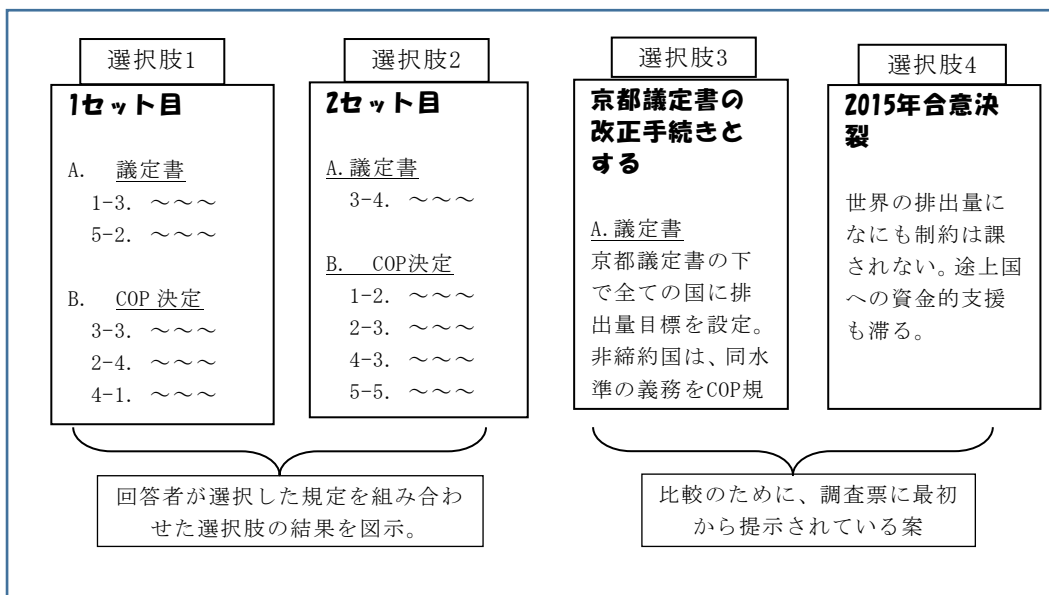 選択肢1
1セット目
A. 議定書
1-3. ～～～
5-2. ～～～
B. COP 決定
3-3. ～～～
2-4. ～～～
4-1. ～～～
選択肢2
2セット目
A.議定書
3-4. ～～～
B. COP決定
1-2. ～～～
2-3. ～～～
4-3. ～～～
5-5. ～～～
選択肢3
京都議定書の
改正手続きと
する
A.議定書
京都議定書の下
で全ての国に排
出量目標を設定。
非締約国は、同水
準の義務をCOP規
選択肢4
2015年合意決
裂
世界の排出量に
なにも制約は課
されない。途上国
への資金的支援
も滞る。
回答者が選択した規定を組み合わ
せた選択肢の結果を図示。
比較のために、調査票に最初
から提示されている案